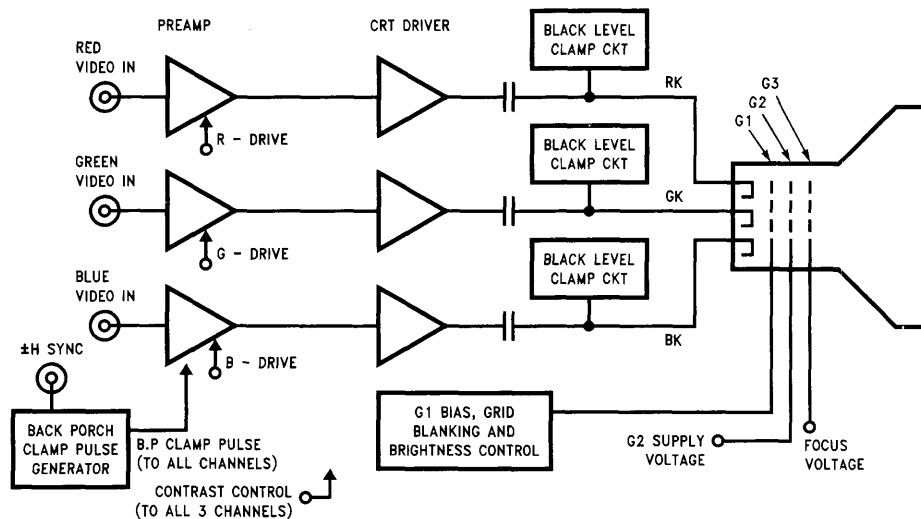 PREAMP
CRT DRIVER
BLACK LEVEL
CLAMP CKT
RED
VIDEO IN
RK
G3
G2
G1
R - DRIVE
BLACK LEVEL
CLAMP CKT
GREEN
VIDEO IN
GK
G - DRIVE
BLACK LEVEL
CLAMP CKT
BLUE
VIDEO IN
BK
B - DRIVE
±H SYNC
BACK PORCH
CLAMP PULSE
GENERATOR
B.P CLAMP PULSE
(TO ALL CHANNELS)
CONTRAST CONTROL
(TO ALL 3 CHANNELS)
G1 BIAS, GRID
BLANKING AND
BRIGHTNESS CONTROL
G2 SUPPLY
VOLTAGE
FOCUS
VOLTAGE